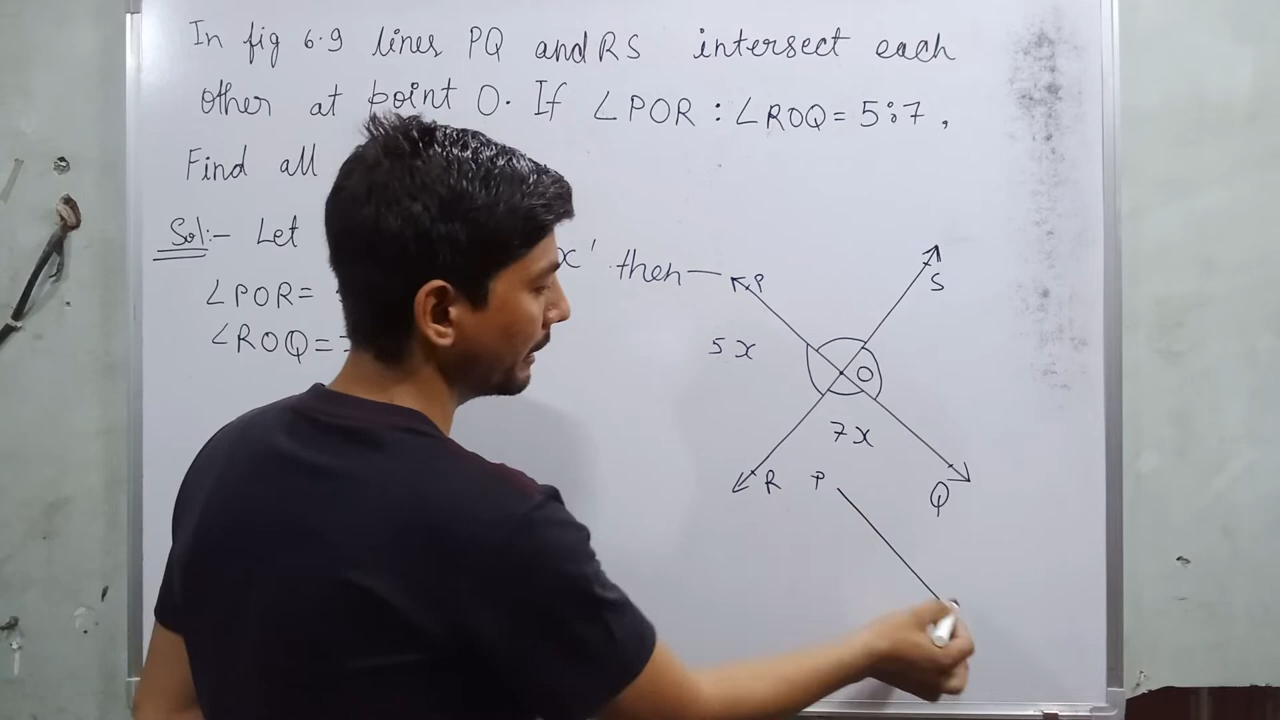 In fig 6.9 lines PQ and RS intersect each
other at point O. If ∠POR : ∠ROQ = 5:7,
Find all
Sol:- Let x' then—
∠POR=
∠ROQ=
P
S
5x
O
7x
R
Q
P